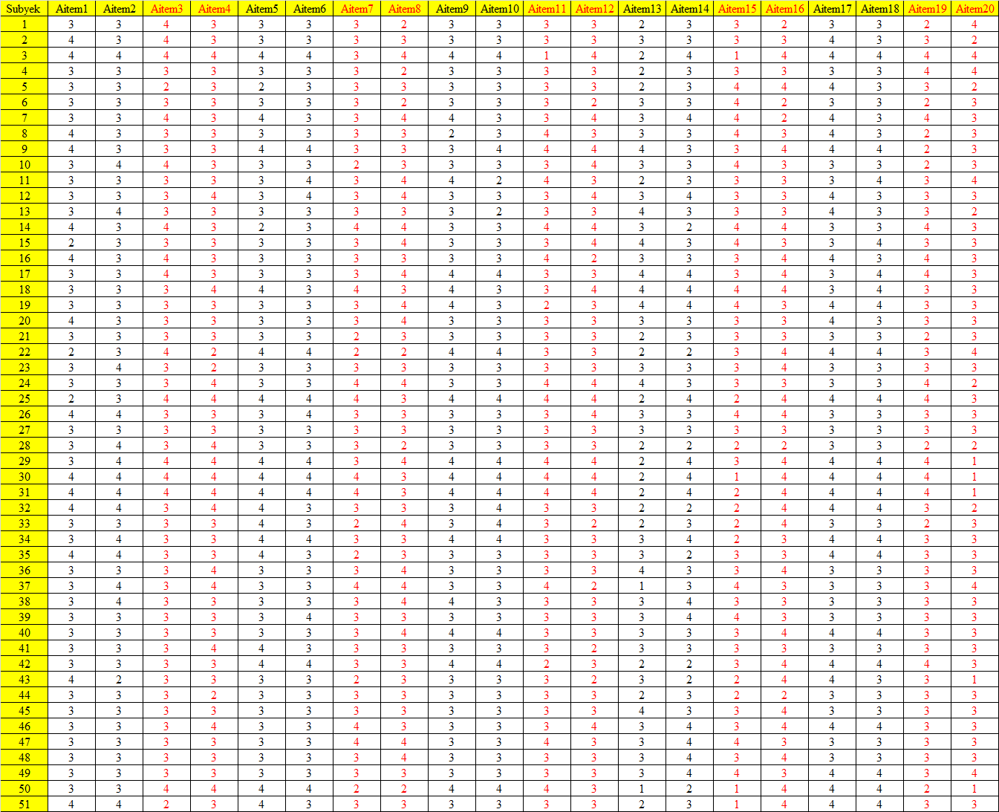 Subyek Aitem1 Aitem2 Aitem3 Aitem4 Aitem5 Aitem6 Aitem7 Aitem8 Aitem9 Aitem10 Aitem11 Aitem12 Aitem13 Aitem14 Aitem15 Aitem16 Aitem17 Aitem18 Aitem19 Aitem20
1 3 3 4 3 3 3 3 2 3 3 3 3 2 3 3 2 3 3 2 4
2 4 3 4 3 3 3 3 3 3 3 3 3 3 3 3 3 4 3 3 2
3 4 4 4 4 4 4 3 4 4 4 1 4 2 4 1 4 4 4 4 4
4 3 3 3 3 3 3 3 2 3 3 3 3 2 3 3 3 3 3 4 4
5 3 3 2 3 2 3 3 3 3 3 3 3 2 3 4 4 4 3 3 2
6 3 3 3 3 3 3 3 2 3 3 3 2 3 3 4 2 3 3 2 3
7 3 3 4 3 4 3 3 4 4 3 3 4 3 4 4 2 4 3 4 3
8 4 3 3 3 3 3 3 3 2 3 4 3 3 3 4 3 4 3 2 3
9 4 3 3 3 4 4 3 3 3 4 4 4 4 3 3 4 4 4 2 3
10 3 4 4 3 3 3 2 3 3 3 3 4 3 3 4 3 3 3 2 3
11 3 3 3 3 3 4 3 4 4 2 4 3 2 3 3 3 3 4 3 4
12 3 3 3 4 3 4 3 4 3 3 3 4 3 4 3 3 4 3 3 3
13 3 4 3 3 3 3 3 3 3 2 3 3 4 3 3 3 4 3 3 2
14 4 3 4 3 2 3 4 4 3 3 4 4 3 2 4 4 3 3 4 3
15 2 3 3 3 3 3 3 4 3 3 3 4 4 3 4 3 3 4 3 3
16 4 3 4 3 3 3 3 3 3 3 4 2 3 3 3 4 4 3 4 3
17 3 3 4 3 3 3 3 4 4 4 3 3 4 4 3 4 3 4 4 3
18 3 3 3 4 4 3 4 3 4 3 3 4 4 4 4 4 3 4 3 3
19 3 3 3 3 3 3 3 4 4 3 2 3 4 4 4 3 4 4 3 3
20 4 3 3 3 3 3 3 4 3 3 3 3 3 3 3 3 4 3 3 3
21 3 3 3 3 3 3 2 3 3 3 3 3 2 3 3 3 3 3 2 3
22 2 3 4 2 4 4 2 2 4 4 3 3 2 2 3 4 4 4 3 4
23 3 4 3 2 3 3 3 3 3 3 3 3 3 3 3 4 3 3 3 3
24 3 3 3 4 3 3 4 4 3 3 4 4 4 3 3 3 3 3 4 2
25 2 3 4 4 4 4 4 3 4 4 4 4 2 4 2 4 4 4 4 3
26 4 4 3 3 3 4 3 3 3 3 3 4 3 3 4 4 3 3 3 3
27 3 3 3 3 3 3 3 3 3 3 3 3 3 3 3 3 3 3 3 3
28 3 4 3 4 3 3 3 2 3 3 3 3 2 2 2 2 3 3 2 2
29 3 4 4 4 4 4 3 4 4 4 4 4 2 4 3 4 4 4 4 1
30 4 4 4 4 4 4 4 3 4 4 4 4 2 4 1 4 4 4 4 1
31 4 4 4 4 4 4 4 3 4 4 4 4 2 4 2 4 4 4 4 1
32 4 4 3 4 4 3 3 3 3 4 3 3 2 2 2 4 4 4 3 2
33 3 3 3 3 4 3 2 4 3 4 3 2 2 3 2 4 3 3 2 3
34 3 4 3 3 4 4 3 3 4 4 3 3 3 4 2 3 4 4 3 3
35 4 4 3 3 4 3 2 3 3 3 3 3 3 2 3 3 4 4 3 3
36 3 3 3 4 3 3 3 4 3 3 3 3 4 3 3 4 3 3 3 3
37 3 4 3 4 3 3 4 4 3 3 4 2 1 3 4 3 3 3 3 4
38 3 4 3 3 3 3 3 3 4 3 3 3 3 4 3 3 3 3 3 3
39 3 3 3 3 3 4 3 3 3 3 3 3 3 4 4 3 3 3 3 3
40 3 3 3 3 3 3 3 4 4 4 3 3 3 3 3 4 4 4 3 3
41 3 3 3 4 4 3 3 3 3 3 3 2 3 3 3 3 3 3 3 3
42 3 3 3 3 4 4 3 3 4 4 2 3 2 2 3 4 4 4 4 3
43 4 2 3 3 3 3 2 3 3 3 3 2 3 2 2 4 4 3 3 1
44 3 3 3 2 3 3 3 3 3 3 3 3 2 3 2 2 3 3 3 3
45 3 3 3 3 3 3 3 3 3 3 3 3 4 3 3 4 3 3 3 3
46 3 3 3 4 3 3 4 3 3 3 3 4 3 4 3 4 4 4 3 3
47 3 3 3 3 3 3 4 4 3 3 4 3 3 4 4 3 3 3 3 3
48 3 3 3 3 3 3 3 4 3 3 3 3 3 4 3 4 3 3 3 3
49 3 3 3 3 3 3 3 3 3 3 3 3 3 4 4 3 4 3 3 4
50 3 3 4 4 4 4 2 2 4 4 4 3 1 2 1 4 4 4 2 1
51 4 4 2 3 4 3 3 3 3 3 3 3 2 3 1 4 4 4 3 3